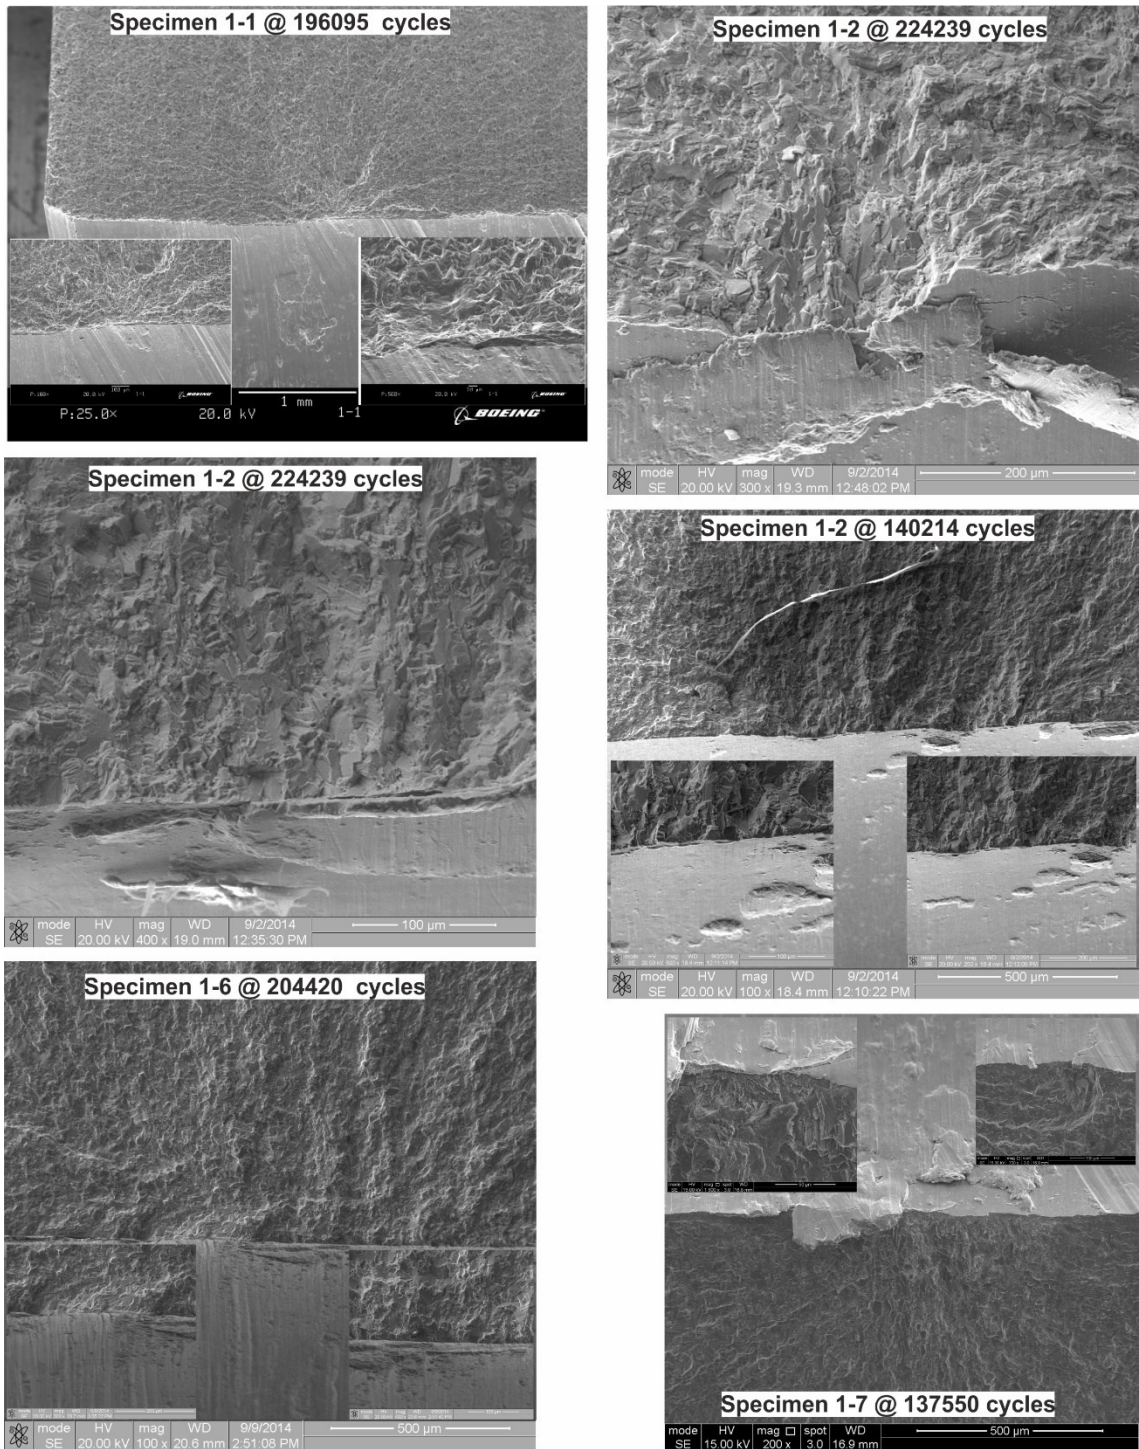 Specimen 1-1 @ 196095 cycles
P:25.0× 20.0 kV 1 mm 1-1 BOEING
Specimen 1-2 @ 224239 cycles
mode HV mag WD 9/2/2014 200 µm
SE 20.00 kV 300 x 19.3 mm 12:48:02 PM
Specimen 1-2 @ 224239 cycles
mode HV mag WD 9/2/2014 100 µm
SE 20.00 kV 400 x 19.0 mm 12:35:30 PM
Specimen 1-2 @ 140214 cycles
mode HV mag WD 9/2/2014 500 µm
SE 20.00 kV 100 x 18.4 mm 12:10:22 PM
Specimen 1-6 @ 204420 cycles
mode HV mag WD 9/9/2014 500 µm
SE 20.00 kV 100 x 20.6 mm 2:51:08 PM
Specimen 1-7 @ 137550 cycles
mode HV mag spot WD 500 µm
SE 15.00 kV 200 x 3.0 16.9 mm